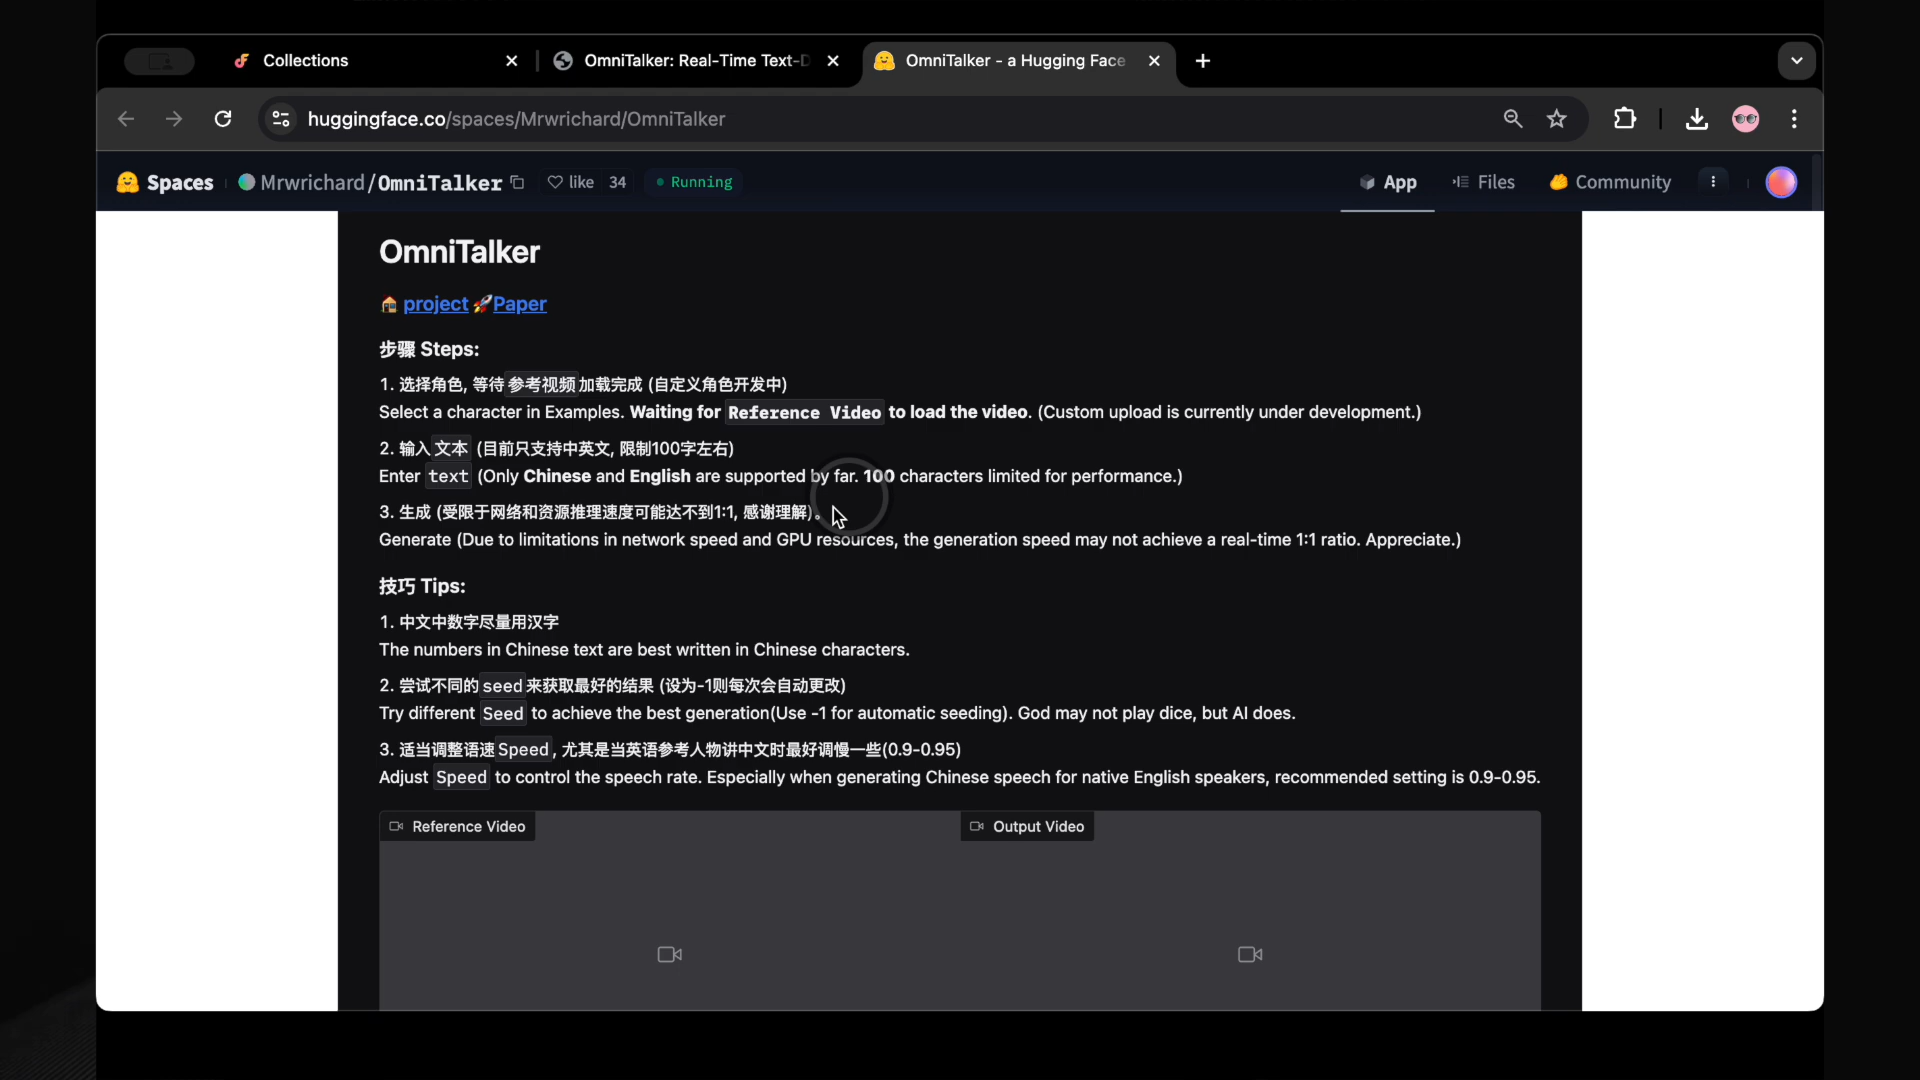 Collections
OmniTalker: Real-Time Text-D
OmniTalker - a Hugging Face
huggingface.co/spaces/Mrwrichard/OmniTalker
Spaces
Mrwrichard/OmniTalker
like 34
Running
App
Files
Community
OmniTalker
project Paper
步骤 Steps:
1. 选择角色, 等待 参考视频 加载完成 (自定义角色开发中)
Select a character in Examples. Waiting for Reference Video to load the video. (Custom upload is currently under development.)
2. 输入 文本 (目前只支持中英文, 限制100字左右)
Enter text (Only Chinese and English are supported by far. 100 characters limited for performance.)
3. 生成 (受限于网络和资源推理速度可能达不到1:1, 感谢理解)。
Generate (Due to limitations in network speed and GPU resources, the generation speed may not achieve a real-time 1:1 ratio. Appreciate.)
技巧 Tips:
1. 中文中数字尽量用汉字
The numbers in Chinese text are best written in Chinese characters.
2. 尝试不同的 seed 来获取最好的结果 (设为-1则每次会自动更改)
Try different Seed to achieve the best generation(Use -1 for automatic seeding). God may not play dice, but AI does.
3. 适当调整语速 Speed , 尤其是当英语参考人物讲中文时最好调慢一些(0.9-0.95)
Adjust Speed to control the speech rate. Especially when generating Chinese speech for native English speakers, recommended setting is 0.9-0.95.
Reference Video
Output Video